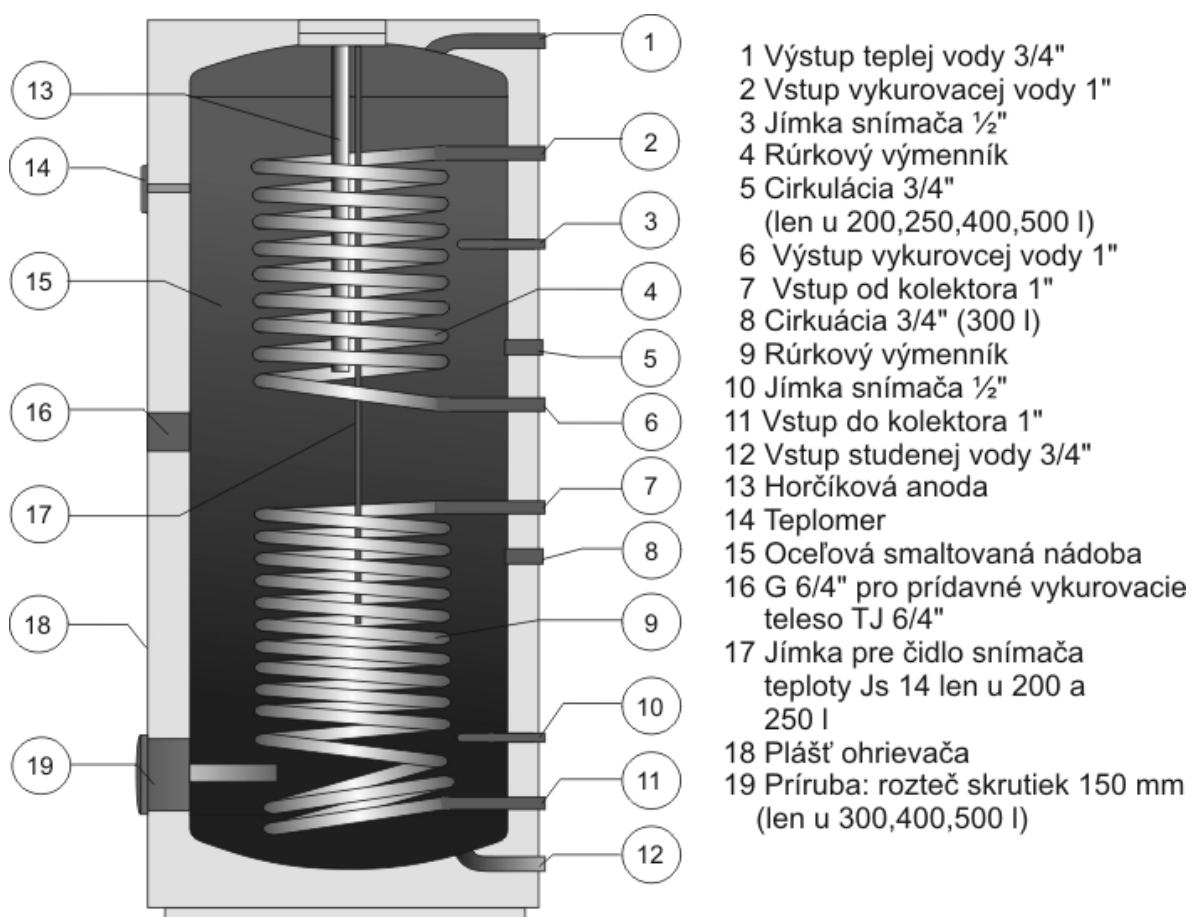 1
2
3
4
5
6
7
8
9
10
11
12
13
14
15
16
17
18
19
1 Výstup teplej vody 3/4"
2 Vstup vykurovacej vody 1"
3 Jímka snímača ½"
4 Rúrkový výmenník
5 Cirkulácia 3/4"
(len u 200,250,400,500 l)
6 Výstup vykurovcej vody 1"
7 Vstup od kolektora 1"
8 Cirkuácia 3/4" (300 l)
9 Rúrkový výmenník
10 Jímka snímača ½"
11 Vstup do kolektora 1"
12 Vstup studenej vody 3/4"
13 Horčíková anoda
14 Teplomer
15 Oceľová smaltovaná nádoba
16 G 6/4" pro prídavné vykurovacie
teleso TJ 6/4"
17 Jímka pre čidlo snímača
teploty Js 14 len u 200 a
250 l
18 Plášť ohrievača
19 Príruba: rozteč skrutiek 150 mm
(len u 300,400,500 l)